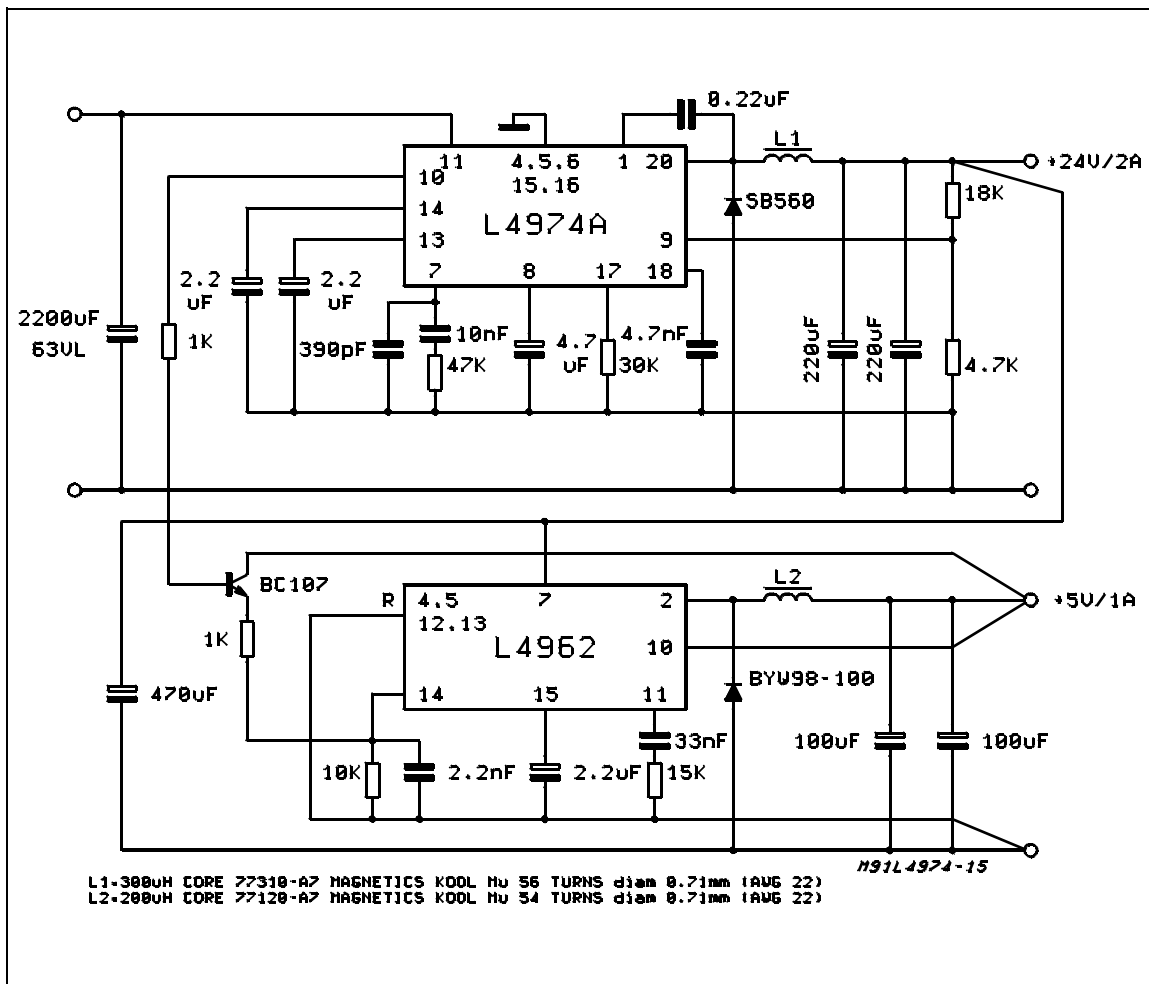 0.22uF
L1
+24V/2A
11
4.5.6
15.16
1
20
10
14
13
L4974A
9
7
8
17
18
SB560
18K
2.2
uF
2.2
uF
2200uF
63VL
1K
390pF
10nF
47K
4.7
uF
30K
4.7nF
220uF
220uF
4.7K
BC107
L2
+5V/1A
R
4.5
12.13
7
2
10
L4962
14
15
11
1K
470uF
BYW98-100
33nF
100uF
100uF
10K
2.2nF
2.2uF
15K
M91L4974-15
L1=300uH CORE 77310-A7 MAGNETICS KOOL Mu 56 TURNS diam 0.71mm (AWG 22)
L2=200uH CORE 77120-A7 MAGNETICS KOOL Mu 54 TURNS diam 0.71mm (AWG 22)